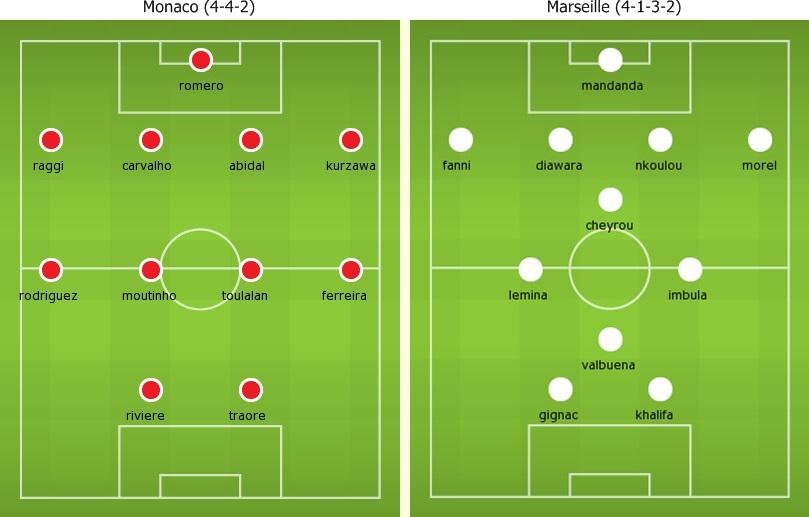 Monaco (4-4-2)
romero
raggi carvalho abidal kurzawa
rodriguez moutinho toulalan ferreira
riviere traore
Marseille (4-1-3-2)
mandanda
fanni diawara nkoulou morel
cheyrou
lemina imbula
valbuena
gignac khalifa